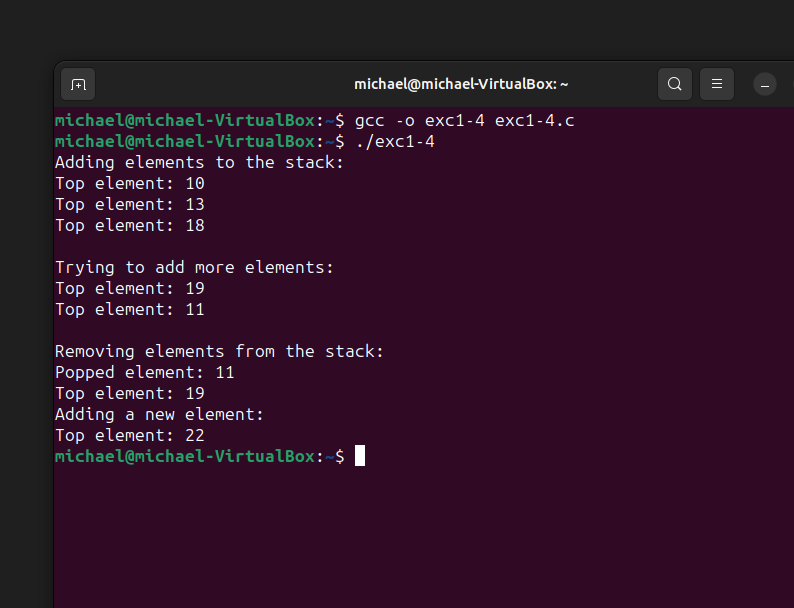 michael@michael-VirtualBox: ~
michael@michael-VirtualBox:~$ gcc -o exc1-4 exc1-4.c
michael@michael-VirtualBox:~$ ./exc1-4
Adding elements to the stack:
Top element: 10
Top element: 13
Top element: 18
Trying to add more elements:
Top element: 19
Top element: 11
Removing elements from the stack:
Popped element: 11
Top element: 19
Adding a new element:
Top element: 22
michael@michael-VirtualBox:~$